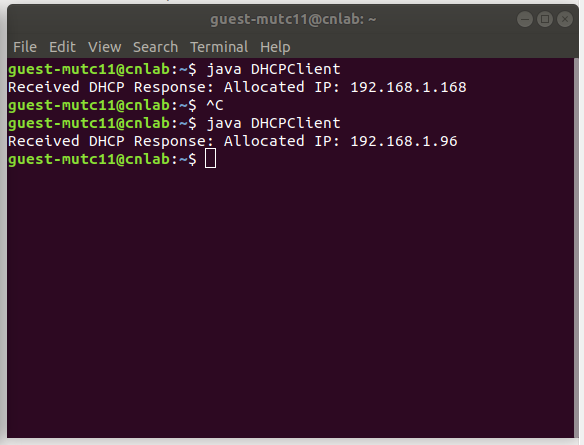 guest-mutc11@cnlab: ~
File Edit View Search Terminal Help
guest-mutc11@cnlab:~$ java DHCPClient
Received DHCP Response: Allocated IP: 192.168.1.168
guest-mutc11@cnlab:~$ ^C
guest-mutc11@cnlab:~$ java DHCPClient
Received DHCP Response: Allocated IP: 192.168.1.96
guest-mutc11@cnlab:~$